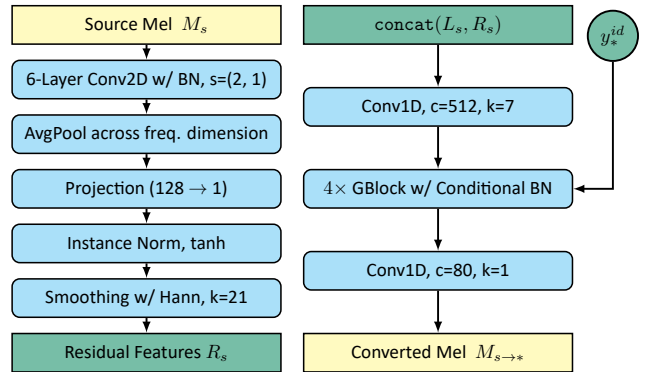 Source Mel M_s
6-Layer Conv2D w/ BN, s=(2, 1)
AvgPool across freq. dimension
Projection (128 → 1)
Instance Norm, tanh
Smoothing w/ Hann, k=21
Residual Features R_s
concat(L_s, R_s)
y_*^{id}
Conv1D, c=512, k=7
4× GBlock w/ Conditional BN
Conv1D, c=80, k=1
Converted Mel M_{s→*}